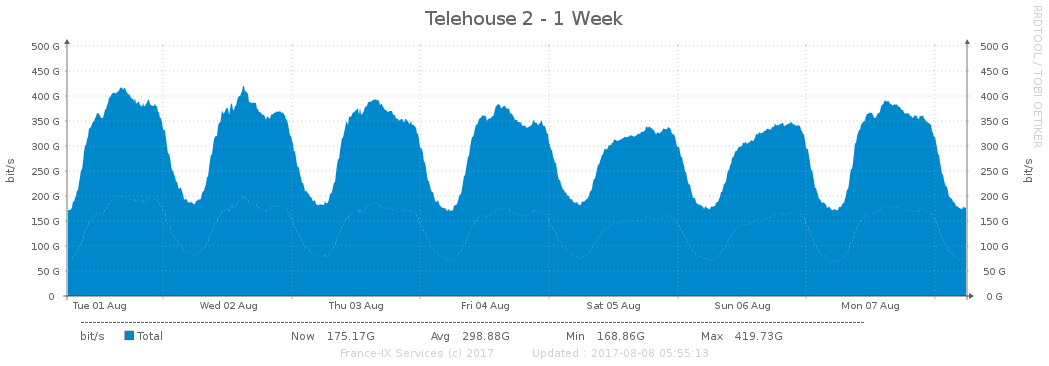 Telehouse 2 - 1 Week
RRDTOOL / TOBI OETIKER
500 G 500 G
450 G 450 G
400 G 400 G
350 G 350 G
300 G 300 G
250 G 250 G
200 G 200 G
150 G 150 G
100 G 100 G
50 G 50 G
0 0 G
bit/s
bit/s
Tue 01 Aug Wed 02 Aug Thu 03 Aug Fri 04 Aug Sat 05 Aug Sun 06 Aug Mon 07 Aug
bit/s Total Now 175.17G Avg 298.88G Min 168.86G Max 419.73G
France-IX Services (c) 2017 Updated : 2017-08-08 05:55:13